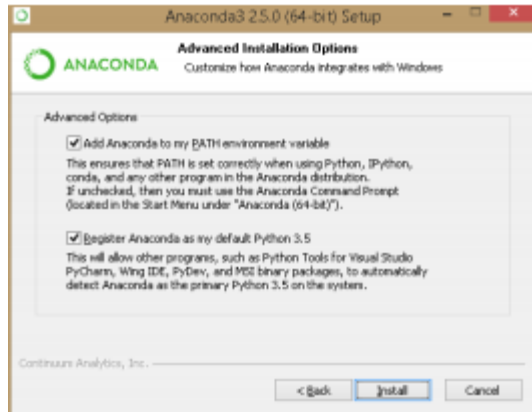 Anaconda3 2.5.0 (64-bit) Setup
Advanced Installation Options
Customize how Anaconda integrates with Windows
ANACONDA
Advanced Options
Add Anaconda to my PATH environment variable
This ensures that PATH is set correctly when using Python, IPython,
conda, and any other program in the Anaconda distribution.
If unchecked, then you must use the Anaconda Command Prompt
(located in the Start Menu under "Anaconda (64-bit)").
Register Anaconda as my default Python 3.5
This will allow other programs, such as Python Tools for Visual Studio
PyCharm, Wing IDE, PyDev, and MSI binary packages, to automatically
detect Anaconda as the primary Python 3.5 on the system.
Continuum Analytics, Inc.
< Back
Install
Cancel